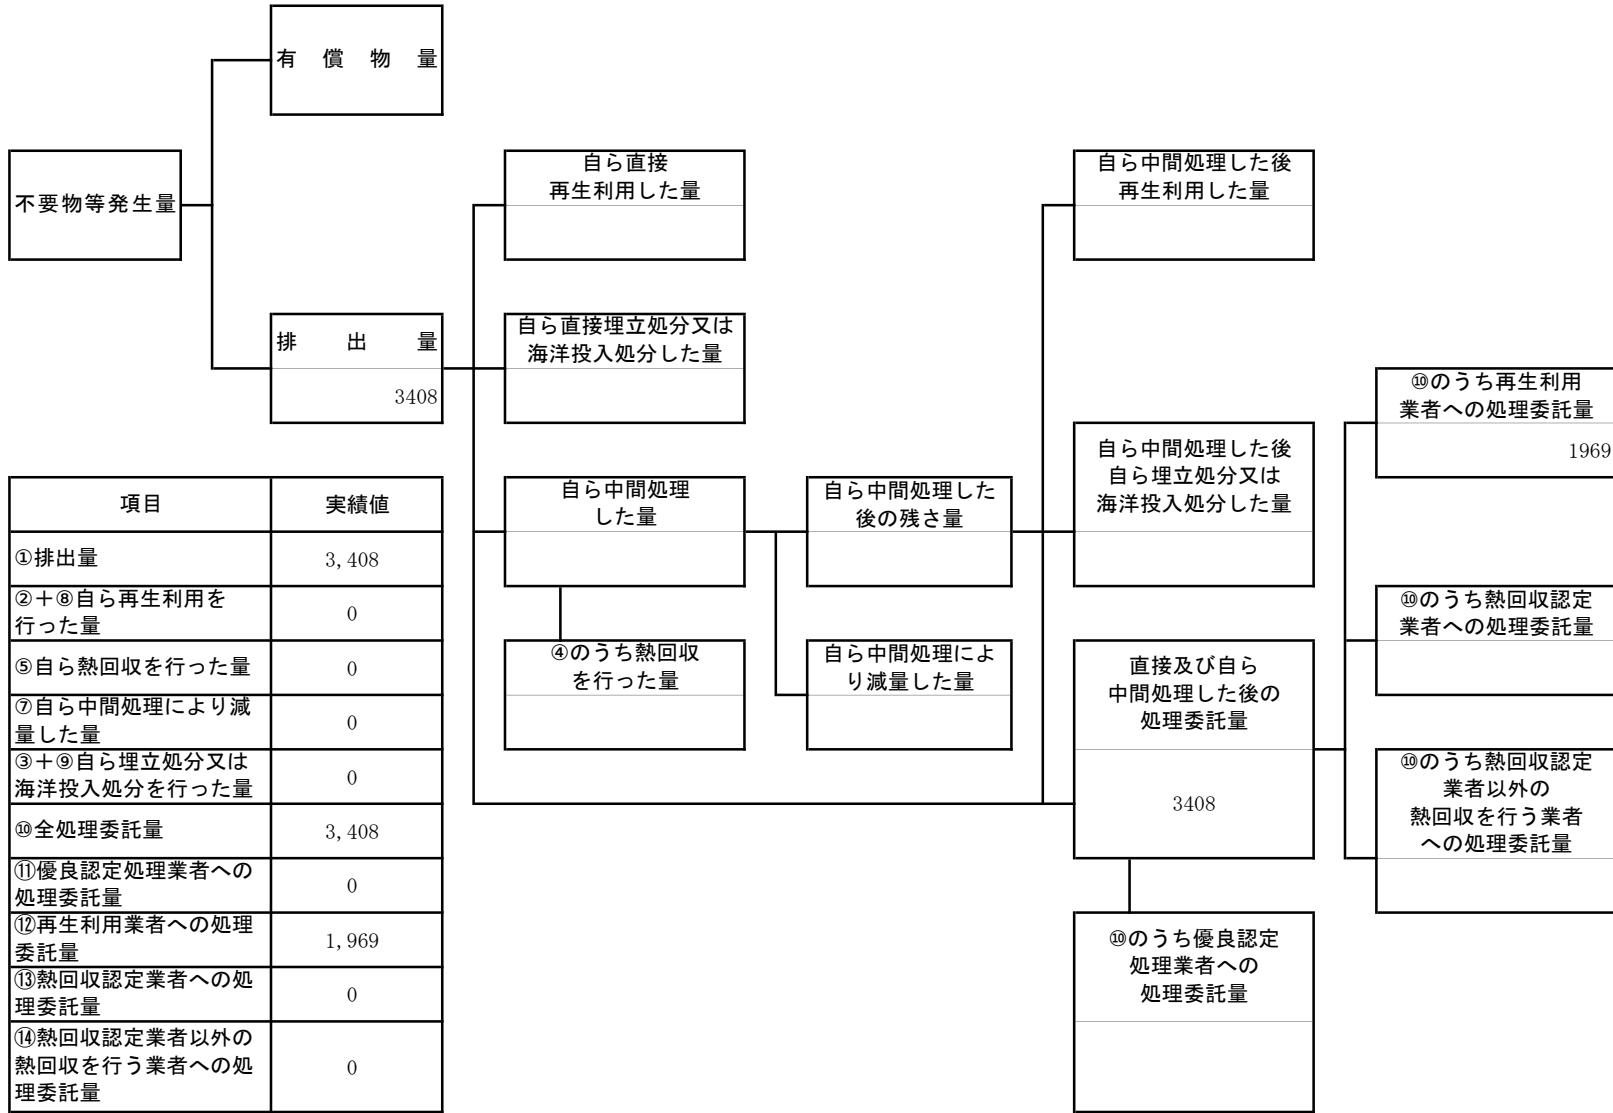 有償物量
不要物等発生量
排出量
3408
自ら直接
再生利用した量
自ら直接埋立処分又は
海洋投入処分した量
自ら中間処理
した量
④のうち熱回収
を行った量
自ら中間処理した
後の残さ量
自ら中間処理によ
り減量した量
自ら中間処理した後
再生利用した量
自ら中間処理した後
自ら埋立処分又は
海洋投入処分した量
直接及び自ら
中間処理した後の
処理委託量
3408
⑩のうち優良認定
処理業者への
処理委託量
⑩のうち再生利用
業者への処理委託量
1969
⑩のうち熱回収認定
業者への処理委託量
⑩のうち熱回収認定
業者以外の
熱回収を行う業者
への処理委託量
項目 実績値
①排出量 3,408
②+⑧自ら再生利用を
行った量 0
⑤自ら熱回収を行った量 0
⑦自ら中間処理により減
量した量 0
③+⑨自ら埋立処分又は
海洋投入処分を行った量 0
⑩全処理委託量 3,408
⑪優良認定処理業者への
処理委託量 0
⑫再生利用業者への処理
委託量 1,969
⑬熱回収認定業者への処
理委託量 0
⑭熱回収認定業者以外の
熱回収を行う業者への処
理委託量 0